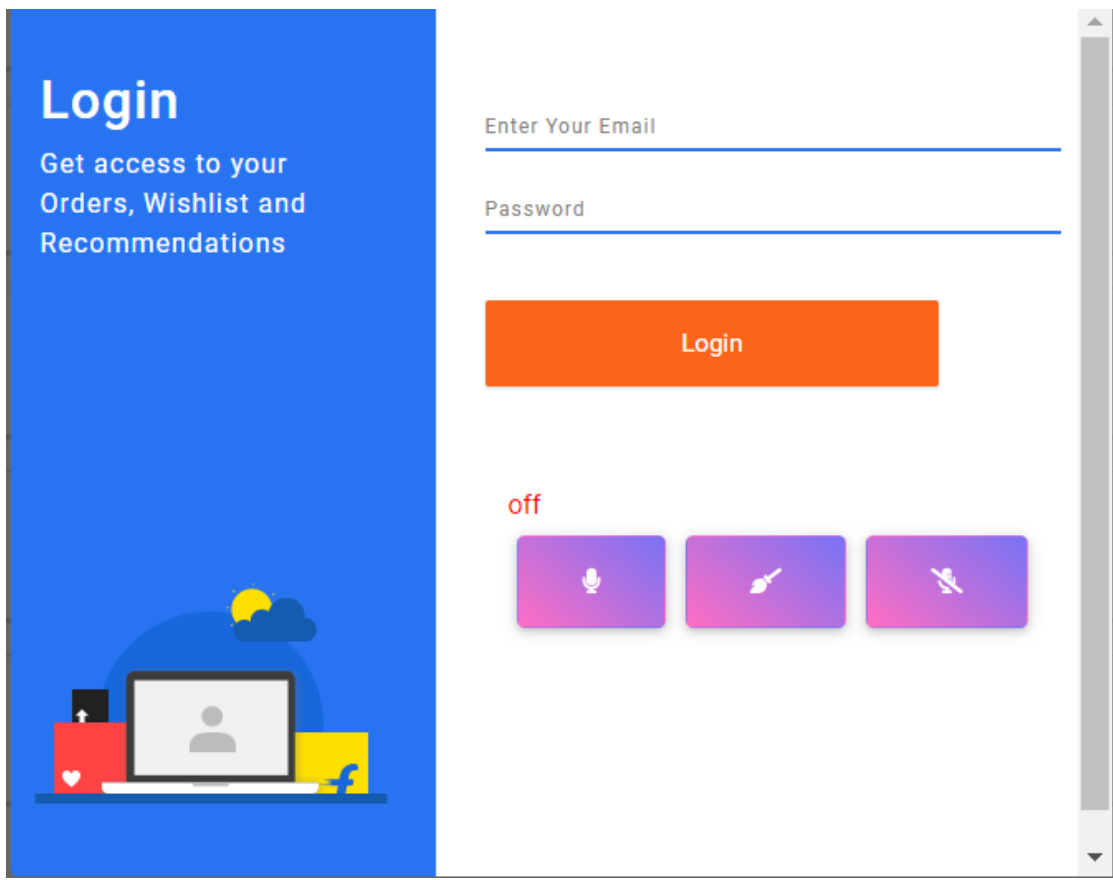 Login
Get access to your
Orders, Wishlist and
Recommendations
Enter Your Email
Password
Login
off
f